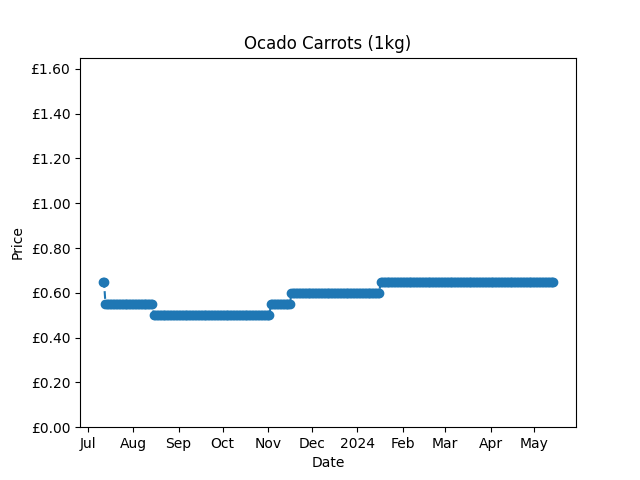 Ocado Carrots (1kg)
£1.60
£1.40
£1.20
£1.00
£0.80
£0.60
£0.40
£0.20
£0.00
Price
Jul Aug Sep Oct Nov Dec 2024 Feb Mar Apr May
Date